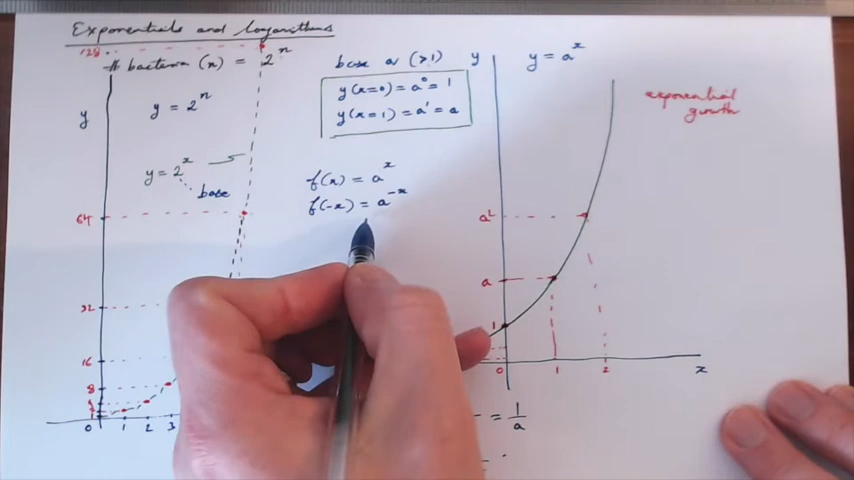 Exponentials and logarithms
# bacteria (n) = 2^n
y = 2^n
y = 2^x
base
y
128
64
32
16
8
4
0 1 2 3
base a (>1)
y(x=0) = a^0 = 1
y(x=1) = a^1 = a
f(x) = a^x
f(-x) = a^-x
y
y = a^x
exponential
growth
a^2
a
1
0 1 2
x
= 1/a